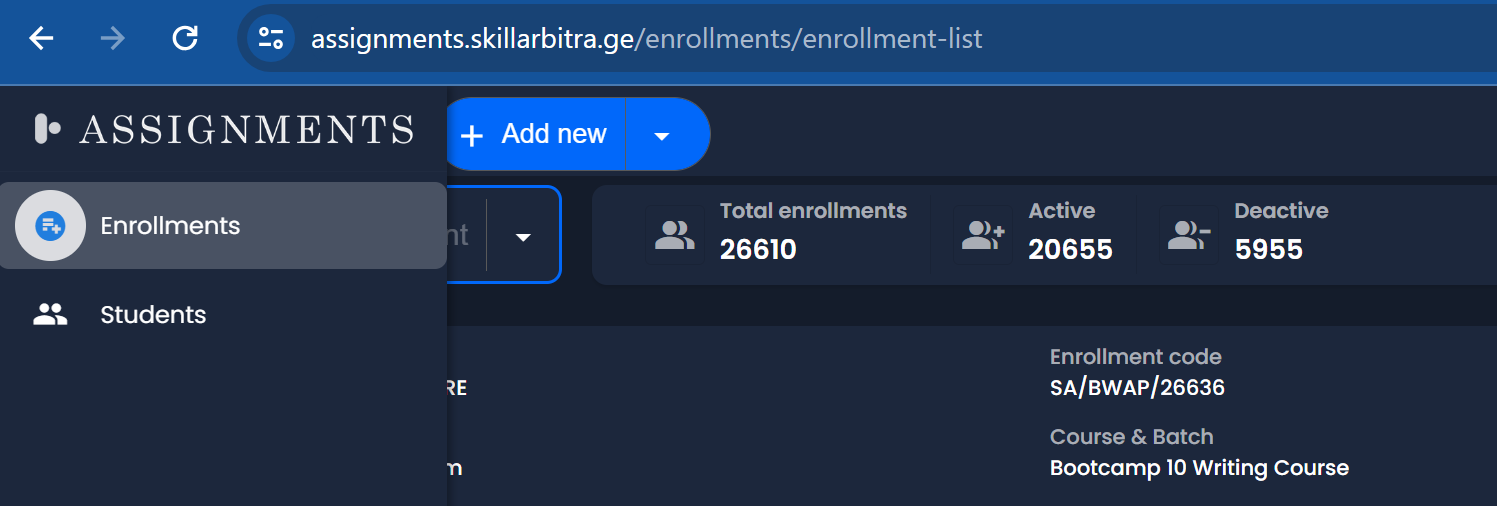 assignments.skillarbitra.ge/enrollments/enrollment-list
ASSIGNMENTS
+ Add new
Enrollments
Students
nt
Total enrollments
26610
Active
20655
Deactive
5955
RE
m
Enrollment code
SA/BWAP/26636
Course & Batch
Bootcamp 10 Writing Course